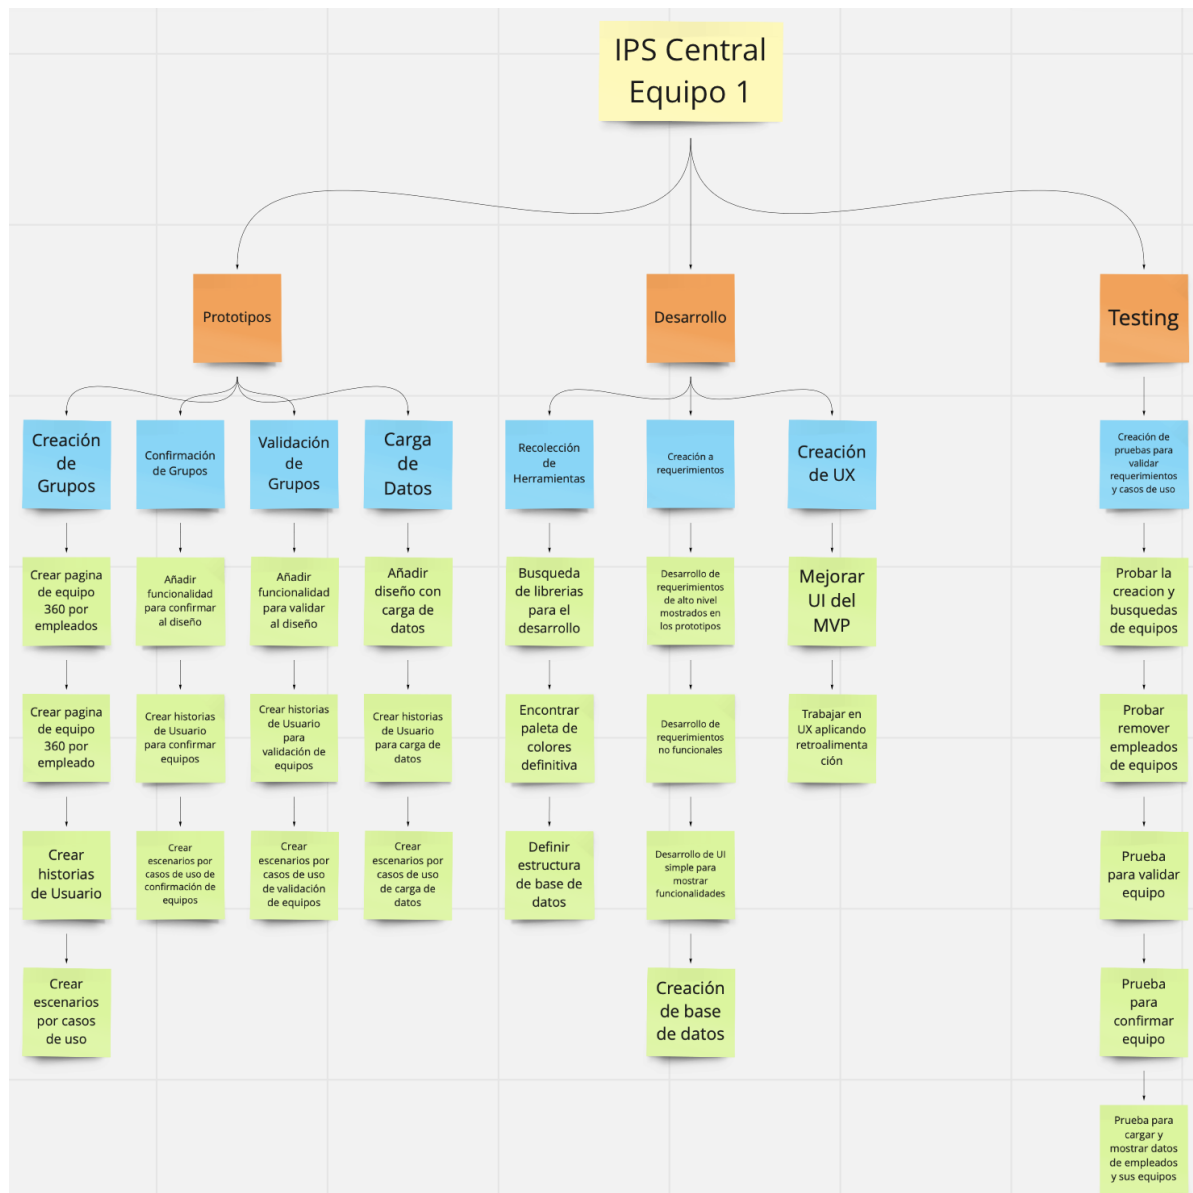 IPS Central
Equipo 1
Prototipos
Desarrollo
Testing
Creación
de
Grupos
Confirmación
de Grupos
Validación
de
Grupos
Carga
de
Datos
Recolección
de
Herramientas
Creación a
requerimientos
Creación
de UX
Creación de
pruebas para
validar
requerimientos
y casos de uso
Crear pagina
de equipo
360 por
empleados
Añadir
funcionalidad
para confirmar
al diseño
Añadir
funcionalidad
para validar
al diseño
Añadir
diseño con
carga de
datos
Busqueda
de librerias
para el
desarrollo
Desarrollo de
requerimientos
de alto nivel
mostrados en
los prototipos
Mejorar
UI del
MVP
Probar la
creacion y
busquedas
de equipos
Crear pagina
de equipo
360 por
empleado
Crear historias
de Usuario
para confirmar
equipos
Crear historias
de Usuario
para
validación de
equipos
Crear historias
de Usuario
para carga de
datos
Encontrar
paleta de
colores
definitiva
Desarrollo de
requerimientos
no funcionales
Trabajar en
UX aplicando
retroalimenta
ción
Probar
remover
empleados
de equipos
Crear
historias
de Usuario
Crear
escenarios por
casos de uso de
confirmación de
equipos
Crear
escenarios por
casos de uso
de validación
de equipos
Crear
escenarios por
casos de uso
de carga de
datos
Definir
estructura
de base de
datos
Desarrollo de UI
simple para
mostrar
funcionalidades
Prueba
para validar
equipo
Crear
escenarios
por casos
de uso
Creación
de base
de datos
Prueba
para
confirmar
equipo
Prueba para
cargar y
mostrar datos
de empleados
y sus equipos